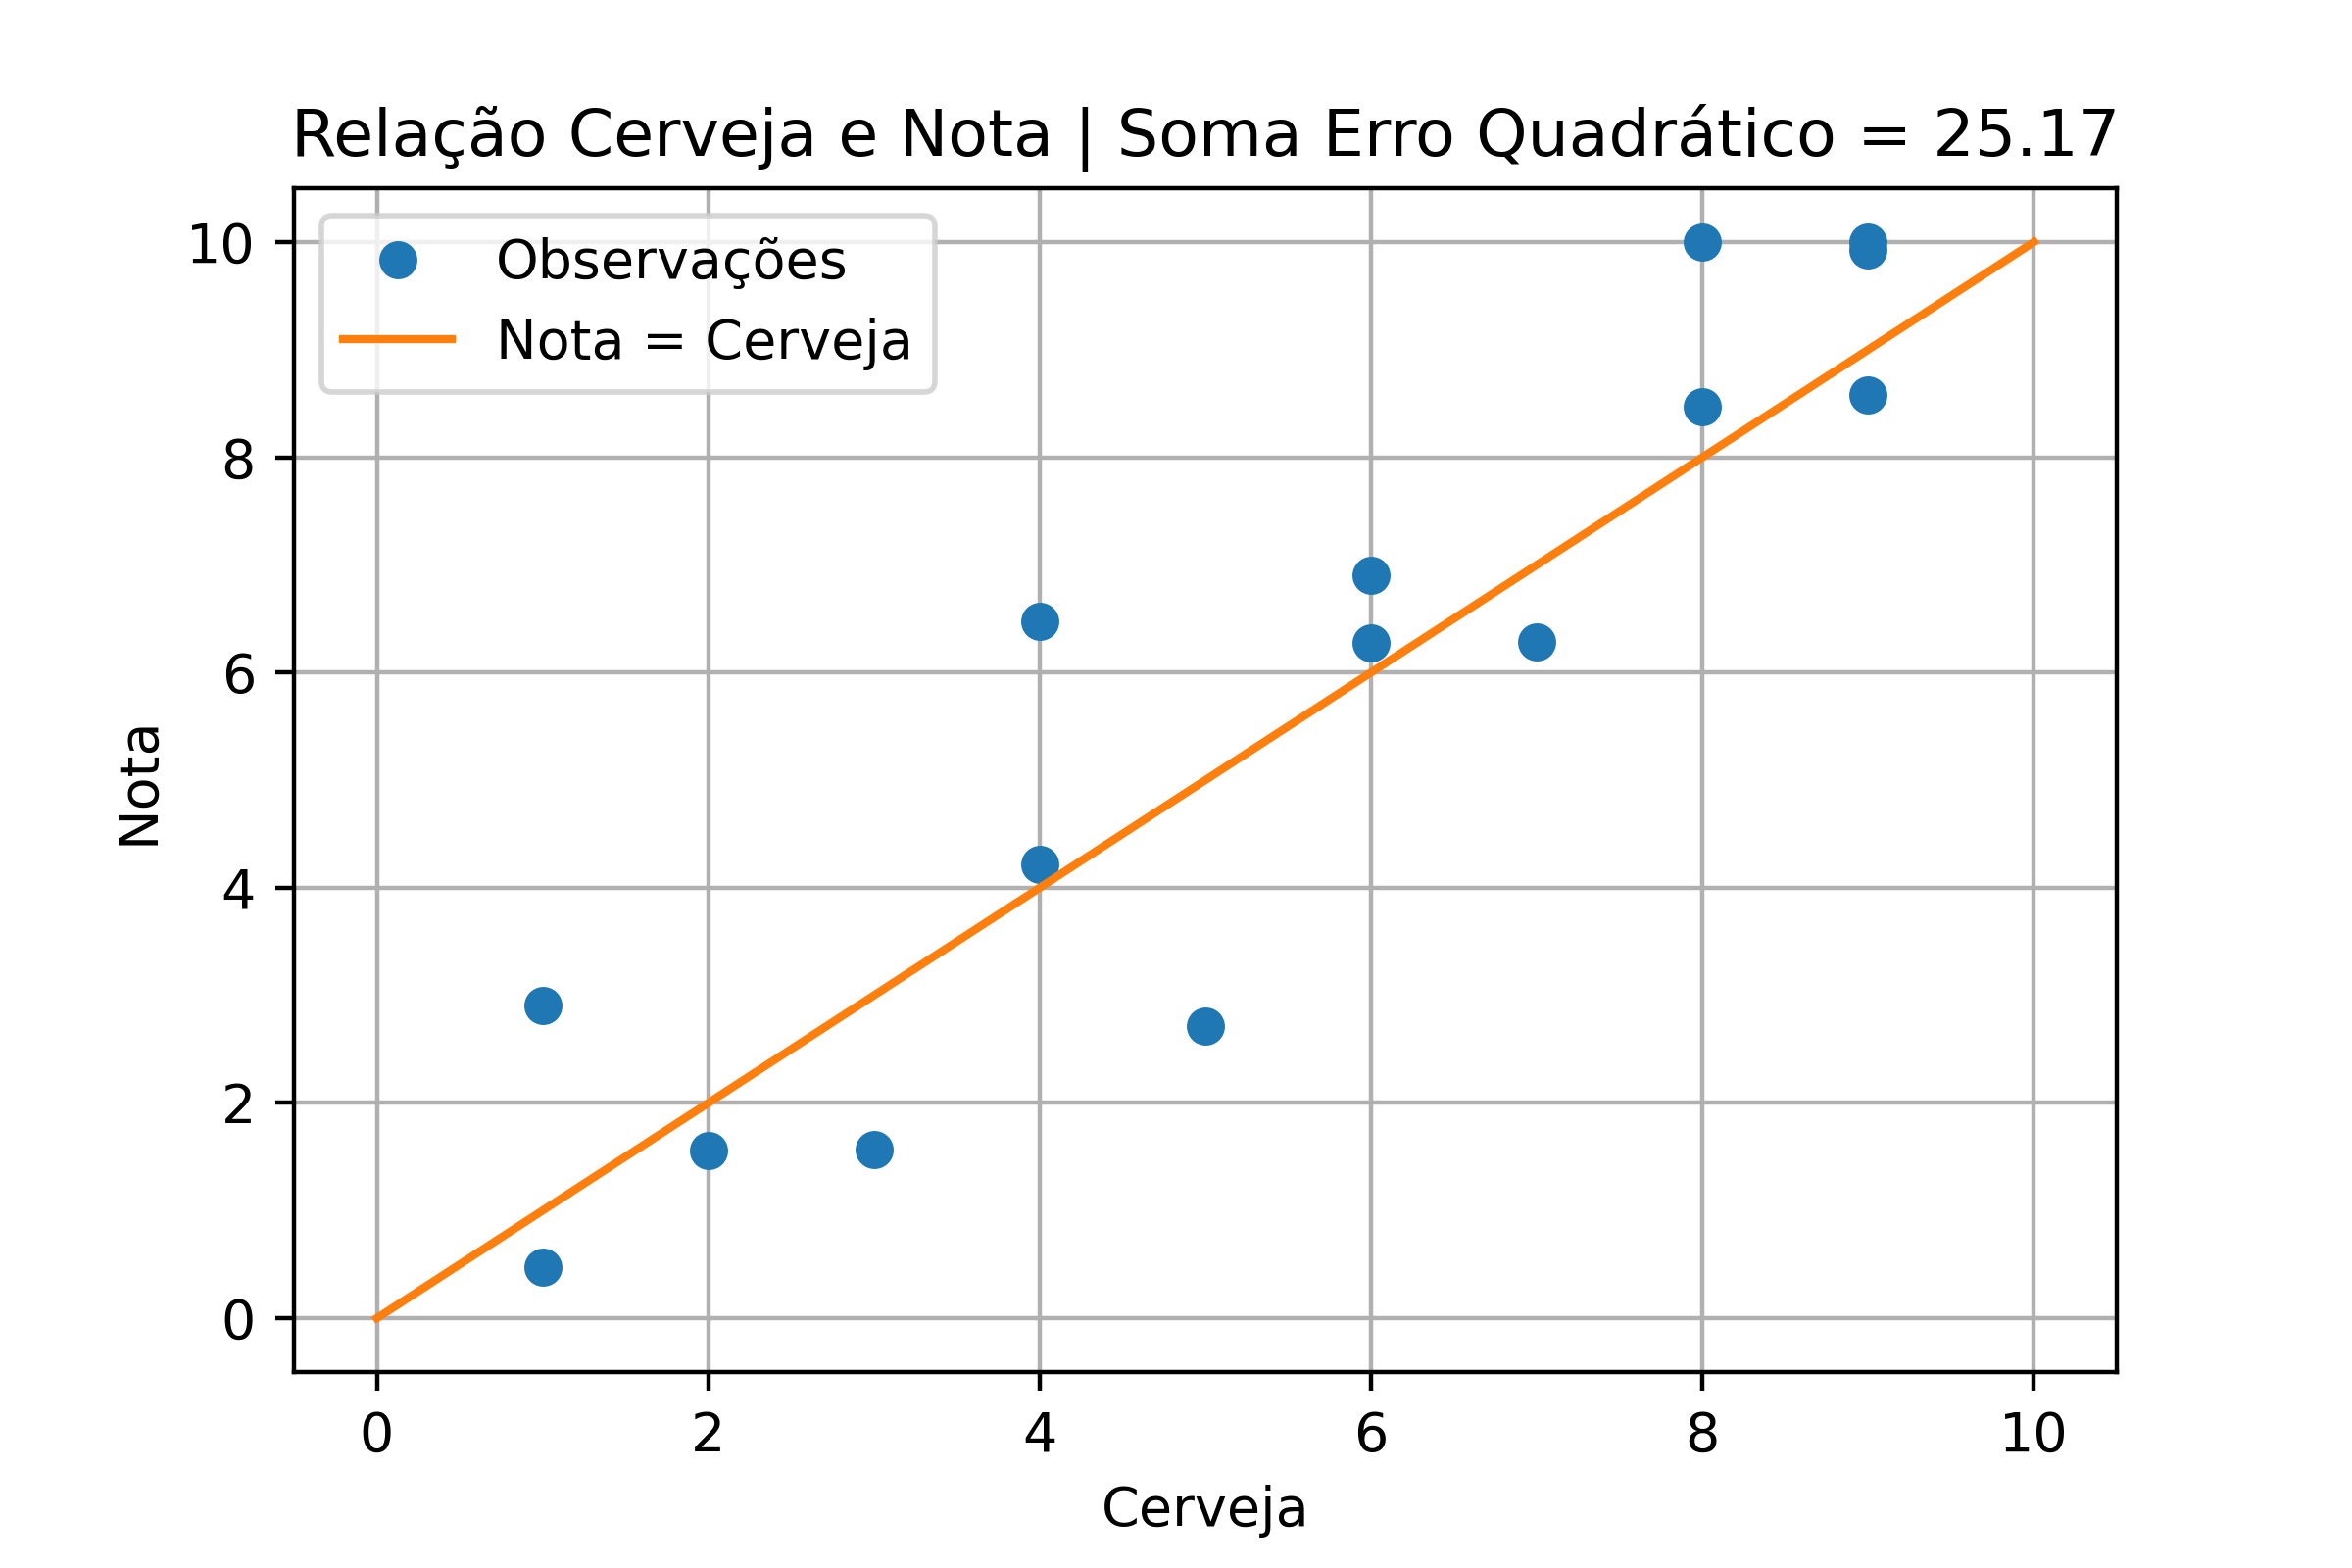 Relação Cerveja e Nota | Soma Erro Quadrático = 25.17
Observações
Nota = Cerveja
10
8
6
4
2
0
Nota
0 2 4 6 8 10
Cerveja